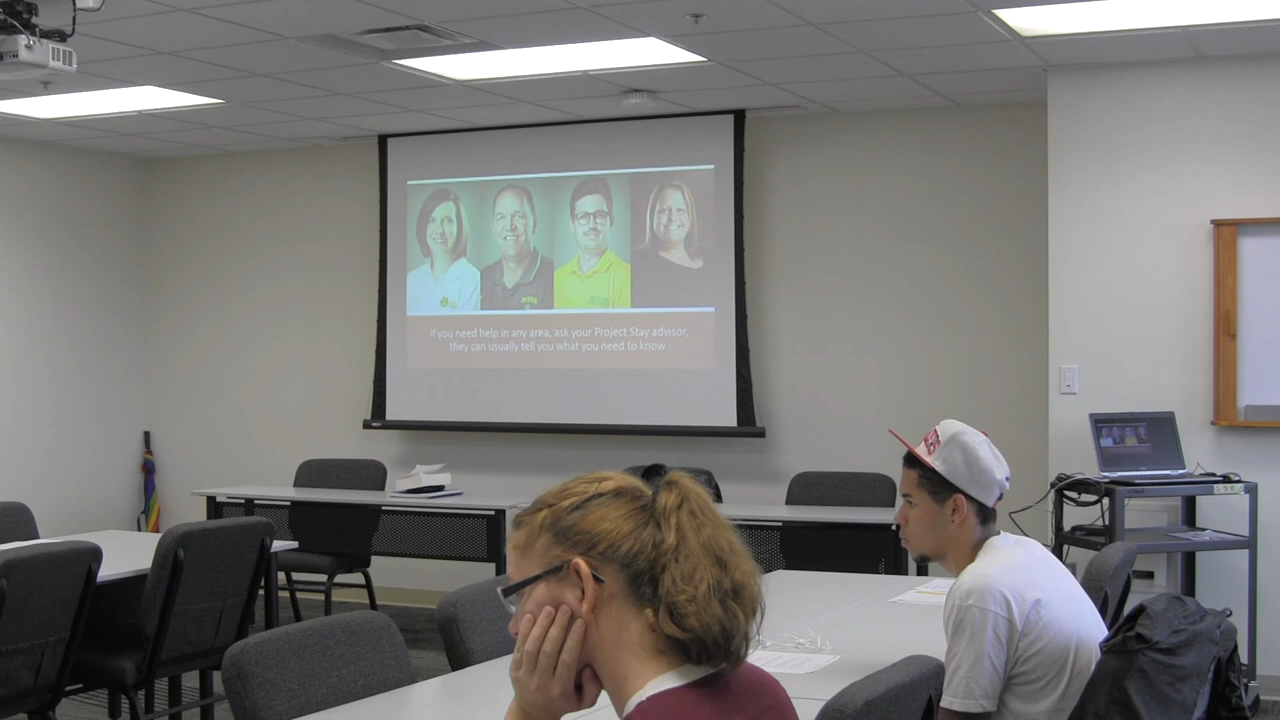 If you need help in any area, ask your Project Stay advisor,
they can usually tell you what you need to know